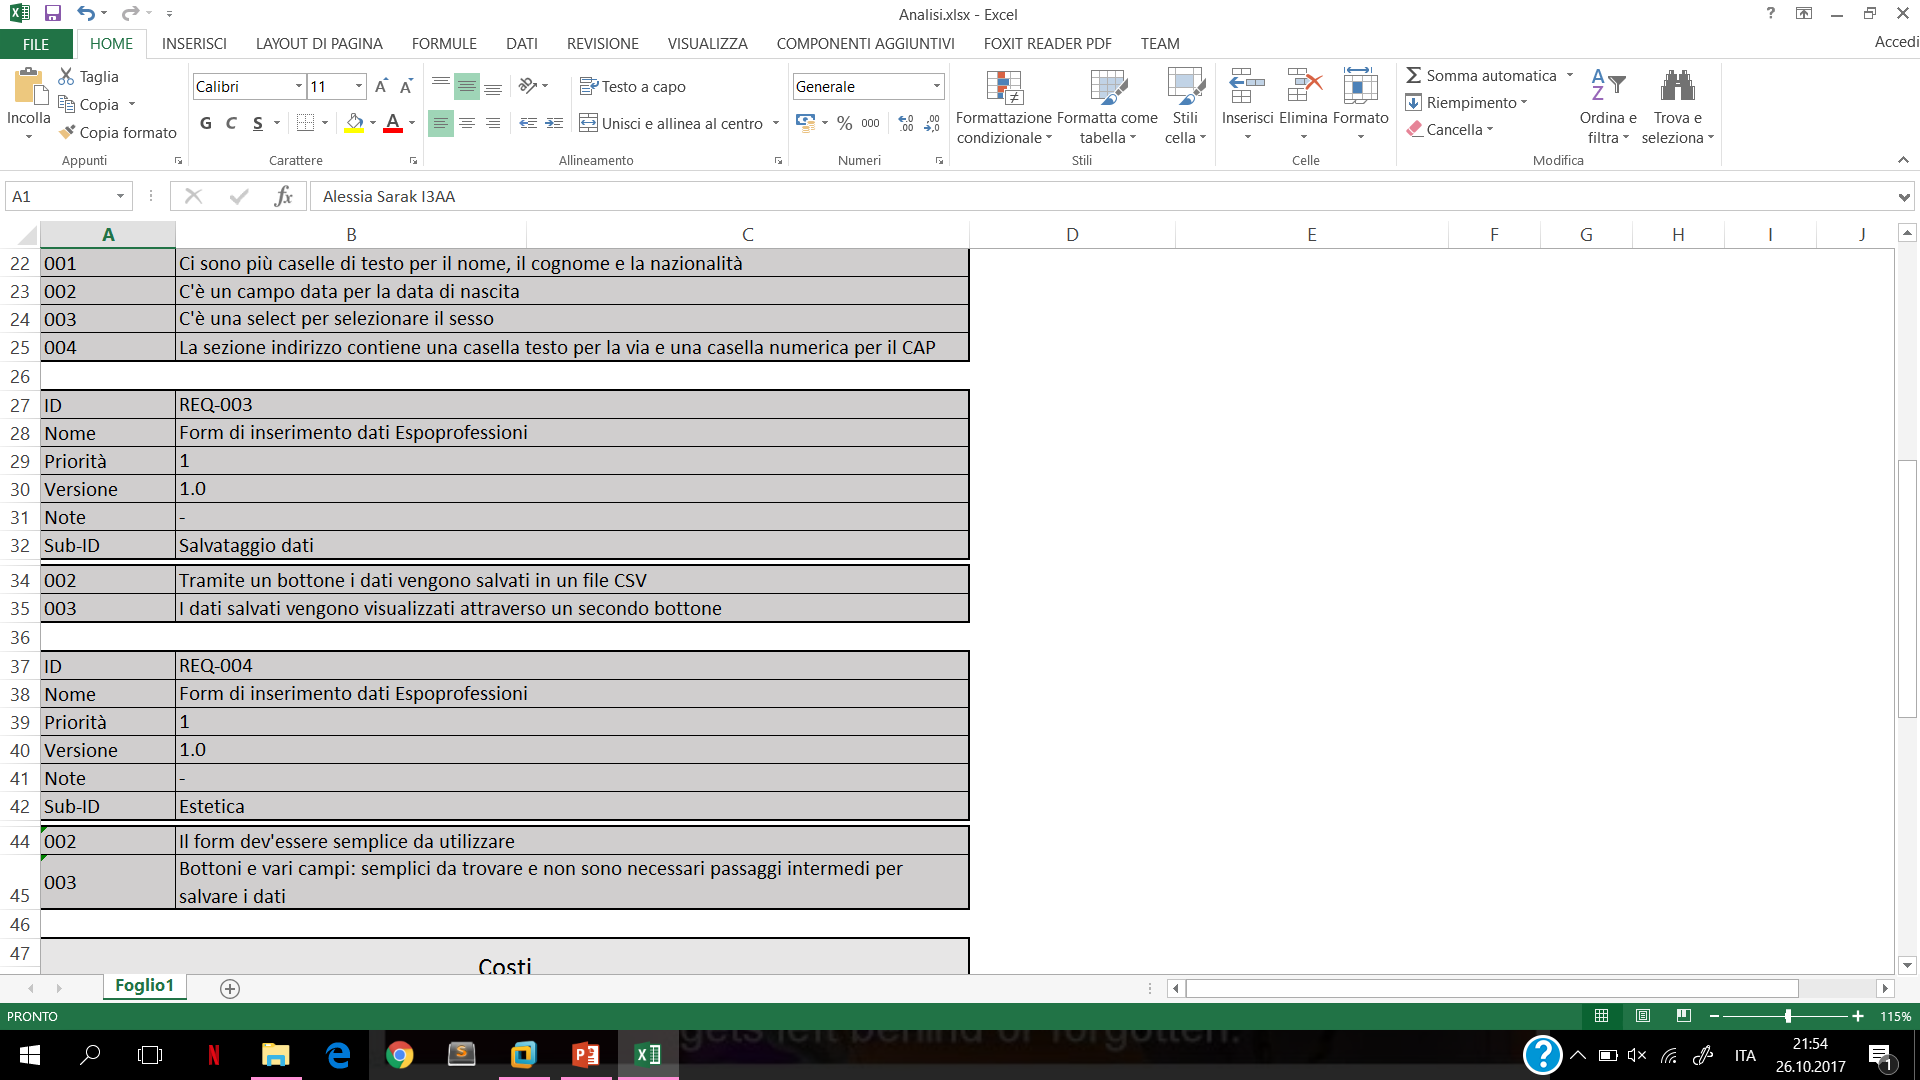 Analisi.xlsx - Excel
?
FILE HOME INSERISCI LAYOUT DI PAGINA FORMULE DATI REVISIONE VISUALIZZA COMPONENTI AGGIUNTIVI FOXIT READER PDF TEAM Accedi
Incolla
Taglia
Copia
Copia formato
Appunti
Calibri 11 A A
G C S A
Carattere
Testo a capo
Unisci e allinea al centro
Allineamento
Generale
% 000 ,00 ,00
Numeri
Formattazione condizionale
Formatta come tabella
Stili cella
Stili
Inserisci Elimina Formato
Celle
Somma automatica
Riempimento
Cancella
Ordina e filtra
Trova e seleziona
Modifica
A1 fx Alessia Sarak I3AA
A B C D E F G H I J
22 001 Ci sono più caselle di testo per il nome, il cognome e la nazionalità
23 002 C'è un campo data per la data di nascita
24 003 C'è una select per selezionare il sesso
25 004 La sezione indirizzo contiene una casella testo per la via e una casella numerica per il CAP
26
27 ID REQ-003
28 Nome Form di inserimento dati Espoprofessioni
29 Priorità 1
30 Versione 1.0
31 Note -
32 Sub-ID Salvataggio dati
34 002 Tramite un bottone i dati vengono salvati in un file CSV
35 003 I dati salvati vengono visualizzati attraverso un secondo bottone
36
37 ID REQ-004
38 Nome Form di inserimento dati Espoprofessioni
39 Priorità 1
40 Versione 1.0
41 Note -
42 Sub-ID Estetica
44 002 Il form dev'essere semplice da utilizzare
45 003 Bottoni e vari campi: semplici da trovare e non sono necessari passaggi intermedi per
salvare i dati
46
47 Costi
Foglio1
PRONTO 115%
gets left behind or forgotten.
ITA 21:54
26.10.2017 1